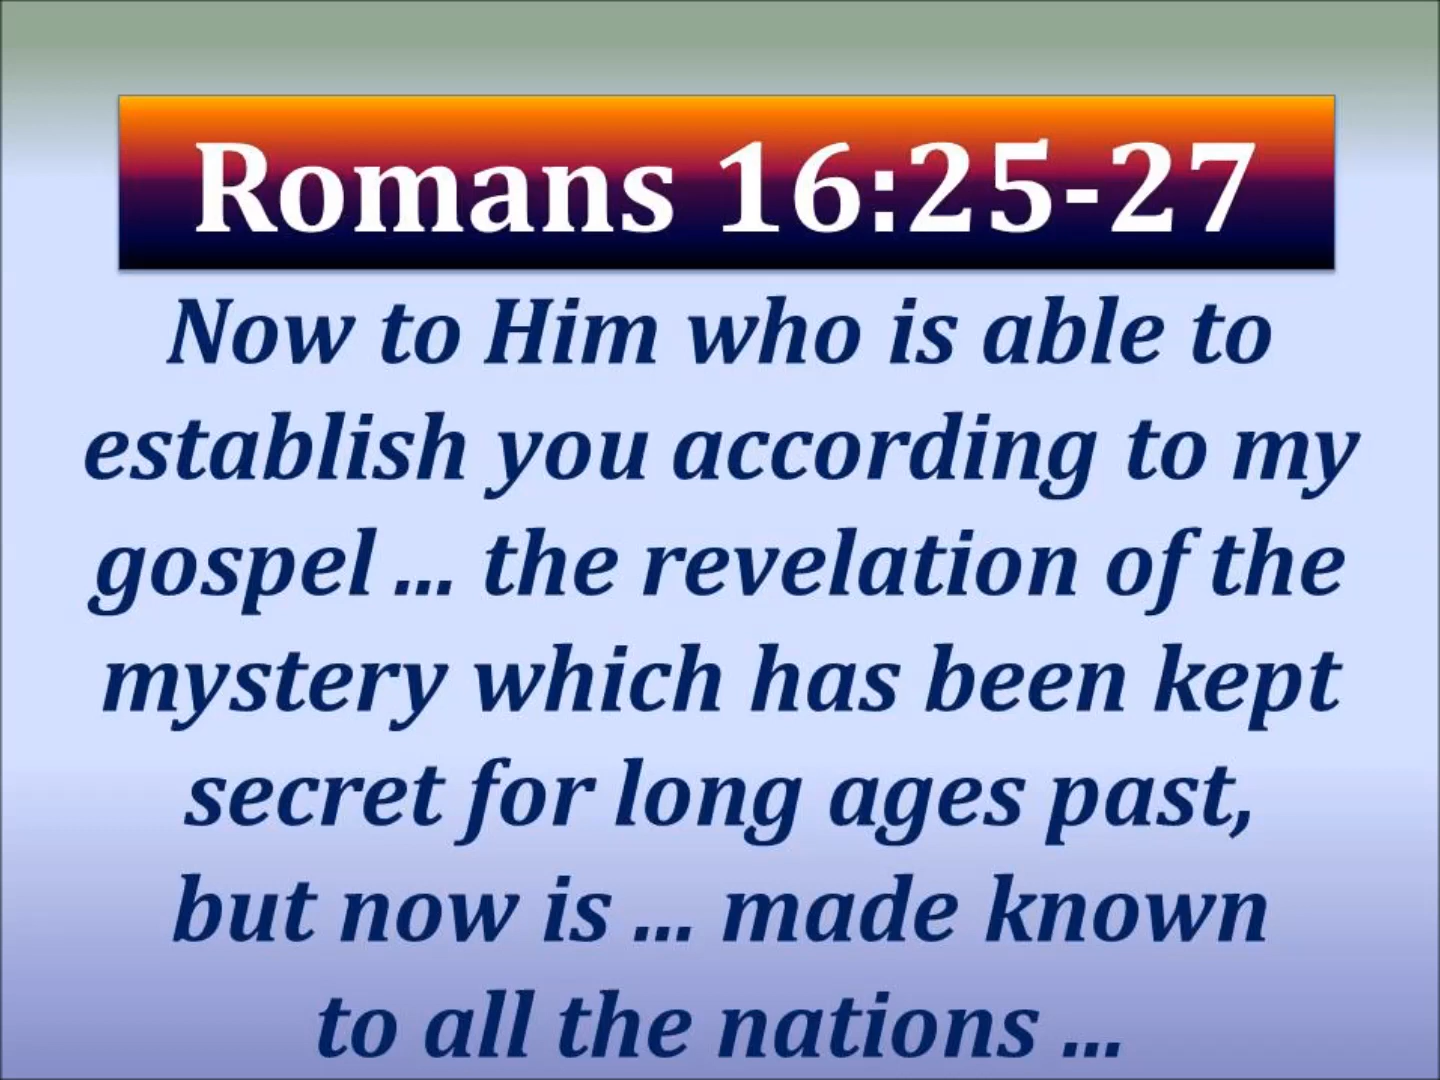 Romans 16:25-27
Now to Him who is able to
establish you according to my
gospel ... the revelation of the
mystery which has been kept
secret for long ages past,
but now is ... made known
to all the nations ...